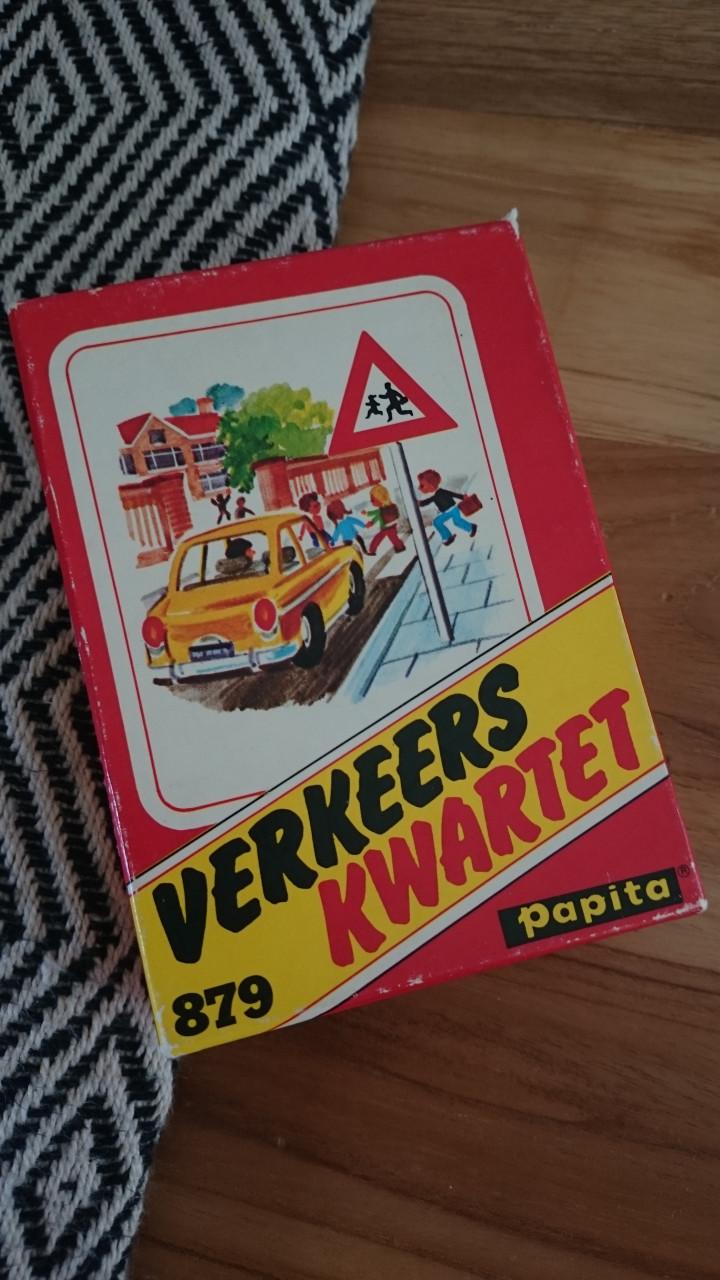 VERKEERS
KWARTET
papita®
879